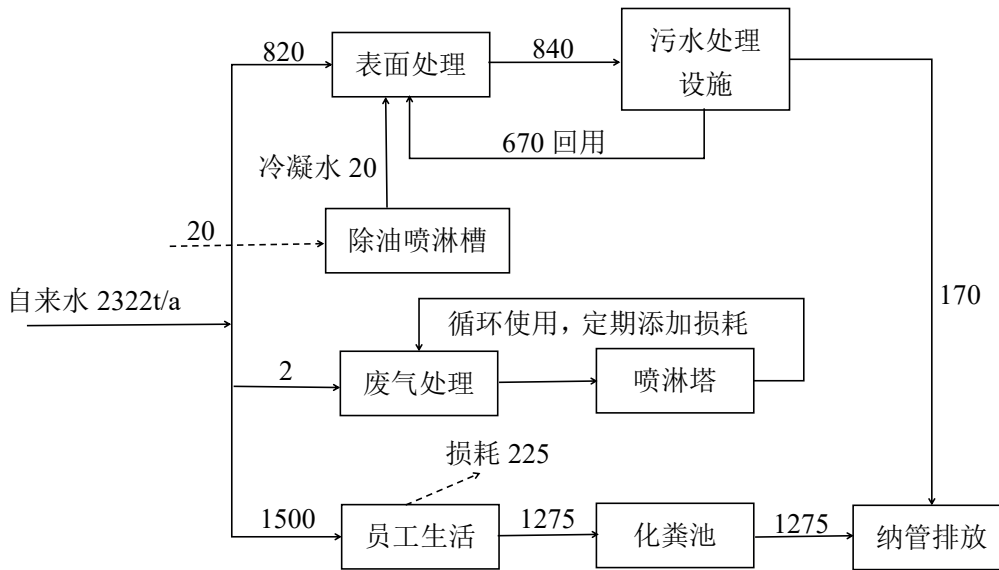 820
表面处理
840
污水处理
设施
670 回用
冷凝水 20
20
除油喷淋槽
自来水 2322t/a
170
循环使用，定期添加损耗
2
废气处理
喷淋塔
损耗 225
1500
员工生活
1275
化粪池
1275
纳管排放